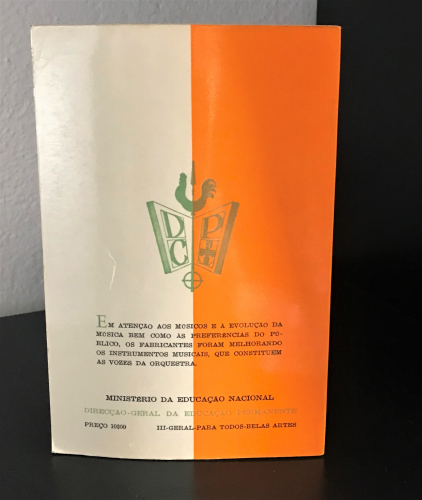 D P
C
EM ATENÇÃO AOS MÚSICOS E À EVOLUÇÃO DA
MÚSICA BEM COMO ÀS PREFERÊNCIAS DO PÚ-
BLICO, OS FABRICANTES FORAM MELHORANDO
OS INSTRUMENTOS MUSICAIS, QUE CONSTITUEM
AS VOZES DA ORQUESTRA.
MINISTÉRIO DA EDUCAÇÃO NACIONAL
DIRECÇÃO-GERAL DA EDUCAÇÃO PERMANENTE
PREÇO 10$00 III-GERAL-PARA TODOS-BELAS ARTES